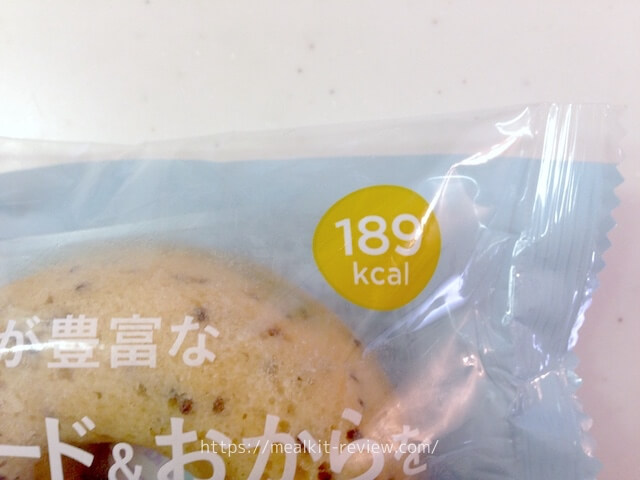 189
kcal
が豊富な
ード&おからを
https://mealkit-review.com/